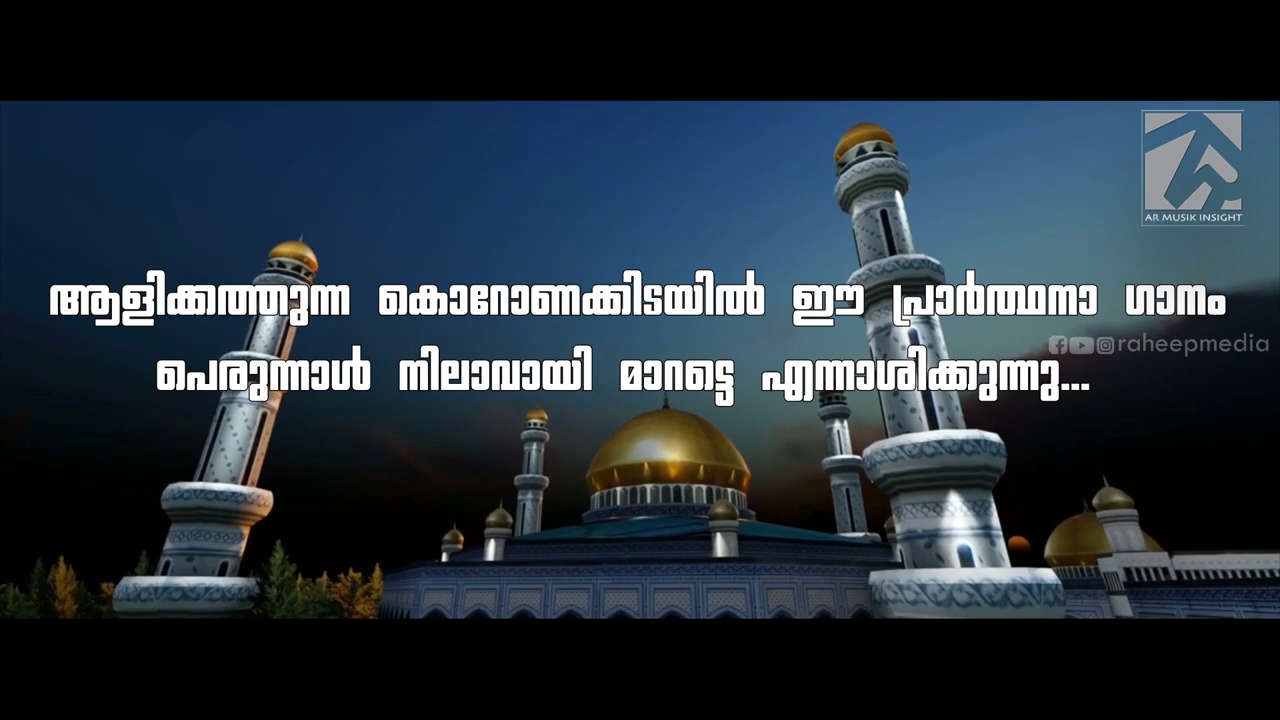 AR MUSIK INSIGHT
ആളിക്കത്തുന്ന കൊറോണക്കിടയിൽ ഈ പ്രാർത്ഥനാ ഗാനം
raheepmedia
പെരുന്നാൾ നിലാവായി മാറട്ടെ എന്നാശിക്കുന്നു...